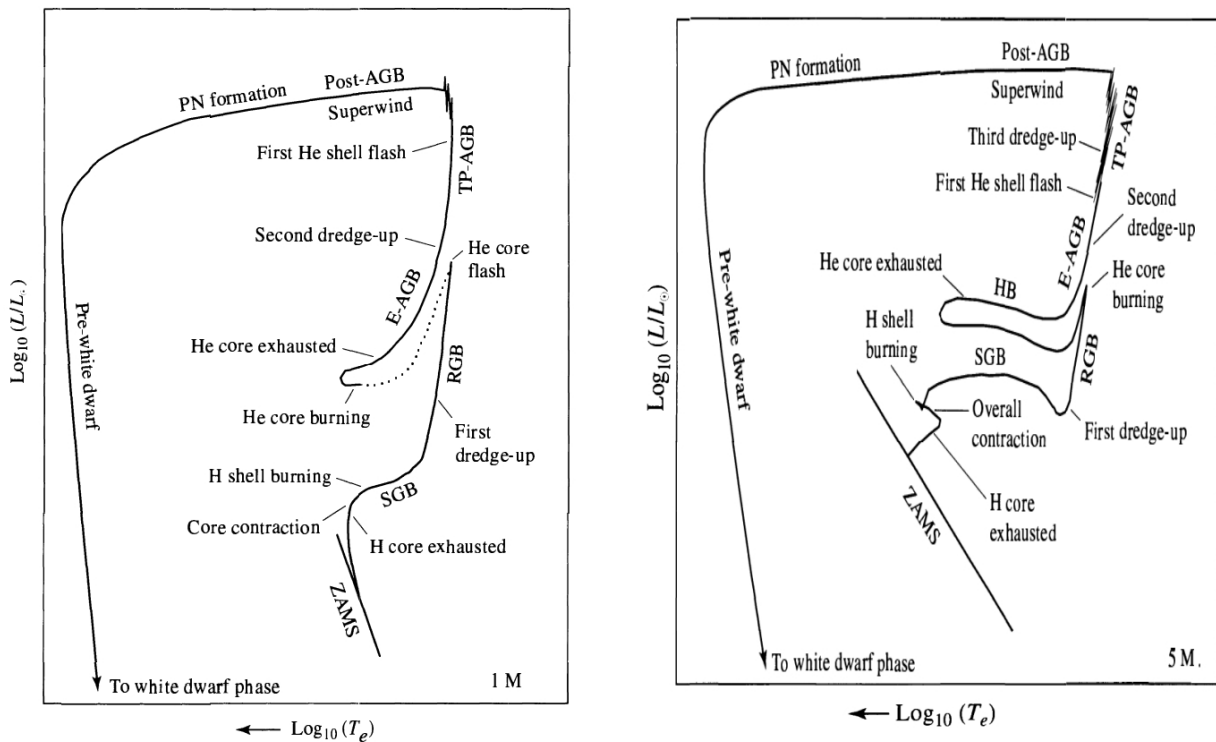 Post-AGB
PN formation
Superwind
First He shell flash
TP-AGB
Second dredge-up
He core
flash
E-AGB
He core exhausted
RGB
He core burning
First
dredge-up
H shell burning
SGB
Core contraction
H core exhausted
ZAMS
Pre-white dwarf
To white dwarf phase
1 M
Log10 (L/L.)
Log10 (Te)
Post-AGB
PN formation
Superwind
Third dredge-up
TP-AGB
First He shell flash
Second
dredge-up
E-AGB
He core exhausted
HB
He core
burning
H shell
burning
SGB
RGB
Overall
contraction
First dredge-up
H core
exhausted
ZAMS
Pre-white dwarf
To white dwarf phase
5 M.
Log10 (L/L☉)
Log10 (Te)